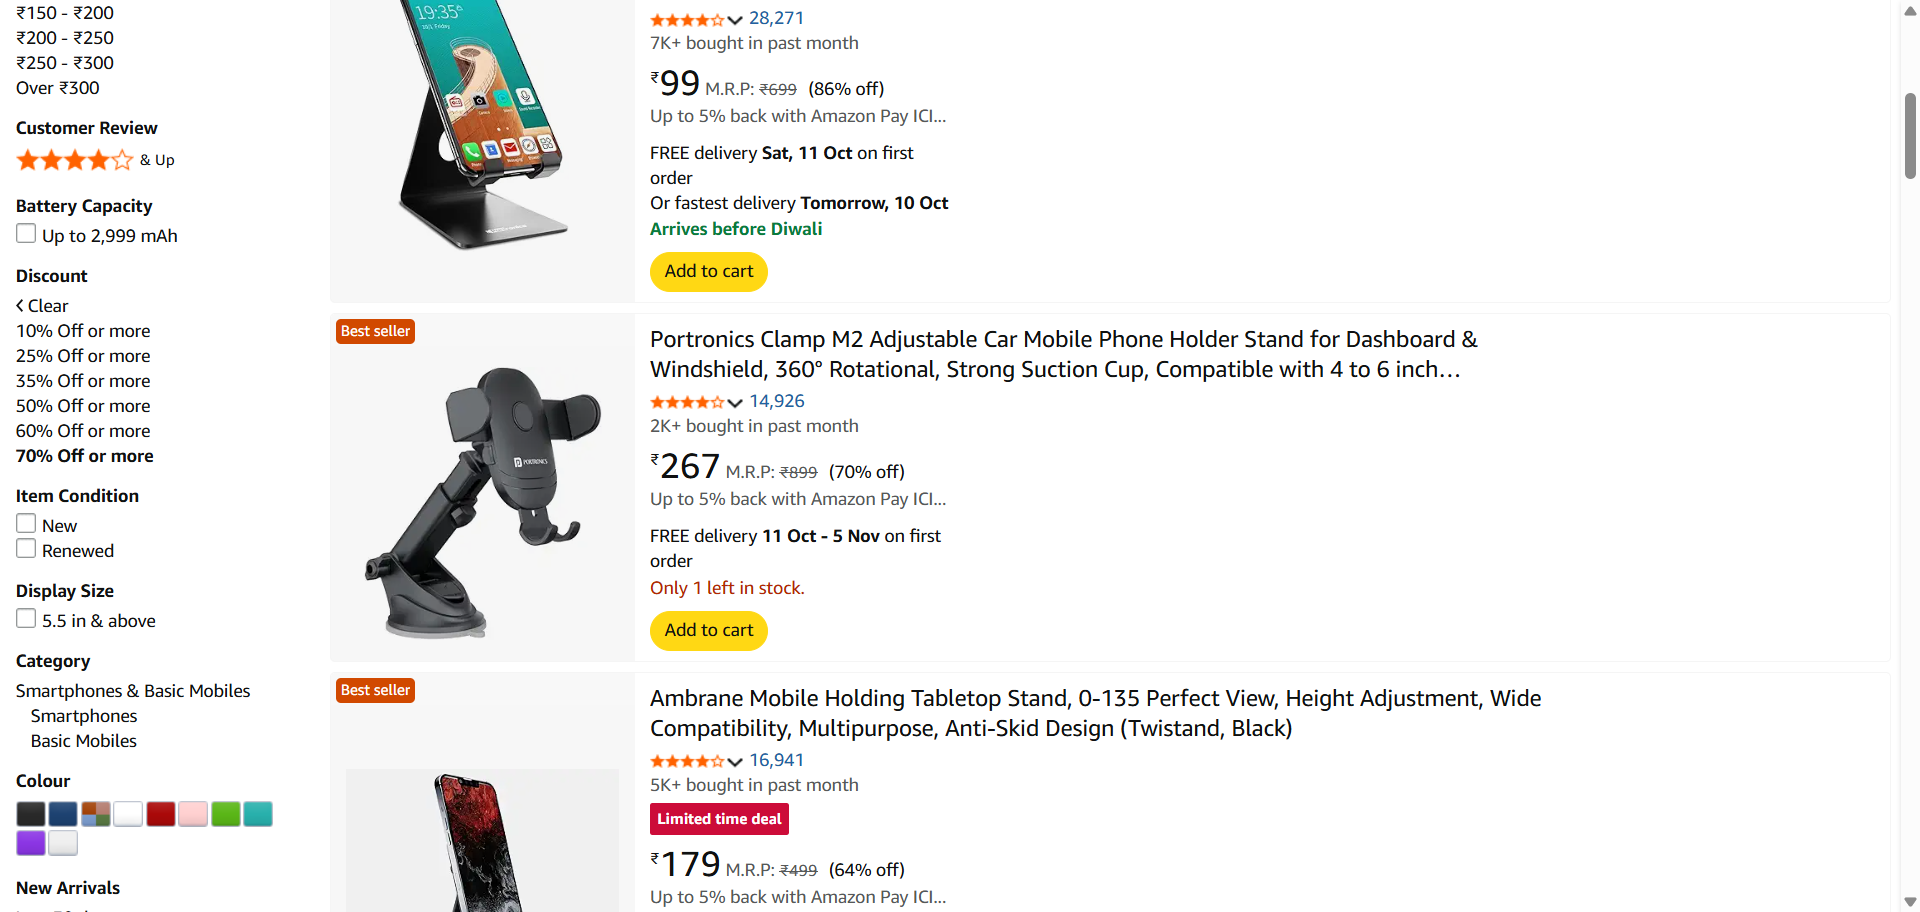 ₹150 - ₹200
₹200 - ₹250
₹250 - ₹300
Over ₹300
Customer Review
& Up
Battery Capacity
Up to 2,999 mAh
Discount
Clear
10% Off or more
25% Off or more
35% Off or more
50% Off or more
60% Off or more
70% Off or more
Item Condition
New
Renewed
Display Size
5.5 in & above
Category
Smartphones & Basic Mobiles
Smartphones
Basic Mobiles
Colour
New Arrivals
19:35
28,271
7K+ bought in past month
₹99 M.R.P: ₹699 (86% off)
Up to 5% back with Amazon Pay ICI...
FREE delivery Sat, 11 Oct on first
order
Or fastest delivery Tomorrow, 10 Oct
Arrives before Diwali
Add to cart
Best seller
PORTRONICS
Portronics Clamp M2 Adjustable Car Mobile Phone Holder Stand for Dashboard &
Windshield, 360° Rotational, Strong Suction Cup, Compatible with 4 to 6 inch…
14,926
2K+ bought in past month
₹267 M.R.P: ₹899 (70% off)
Up to 5% back with Amazon Pay ICI...
FREE delivery 11 Oct - 5 Nov on first
order
Only 1 left in stock.
Add to cart
Best seller
Ambrane Mobile Holding Tabletop Stand, 0-135 Perfect View, Height Adjustment, Wide
Compatibility, Multipurpose, Anti-Skid Design (Twistand, Black)
16,941
5K+ bought in past month
Limited time deal
₹179 M.R.P: ₹499 (64% off)
Up to 5% back with Amazon Pay ICI...